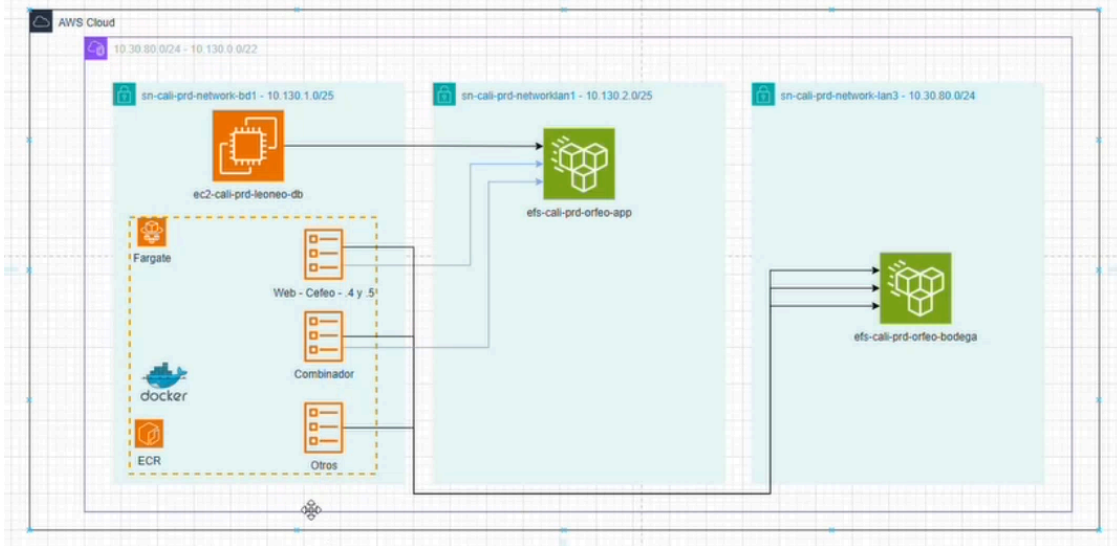 AWS Cloud
10.30.80.0/24 - 10.130.0.0/22
sn-cali-prd-network-bd1 - 10.130.1.0/25
sn-cali-prd-networklan1 - 10.130.2.0/25
sn-cali-prd-network-lan3 - 10.30.80.0/24
ec2-cali-prd-leoneo-db
efs-cali-prd-orfeo-app
Fargate
Web - Cefeo - .4 y .5
efs-cali-prd-orfeo-bodega
Combinador
docker
ECR
Otros